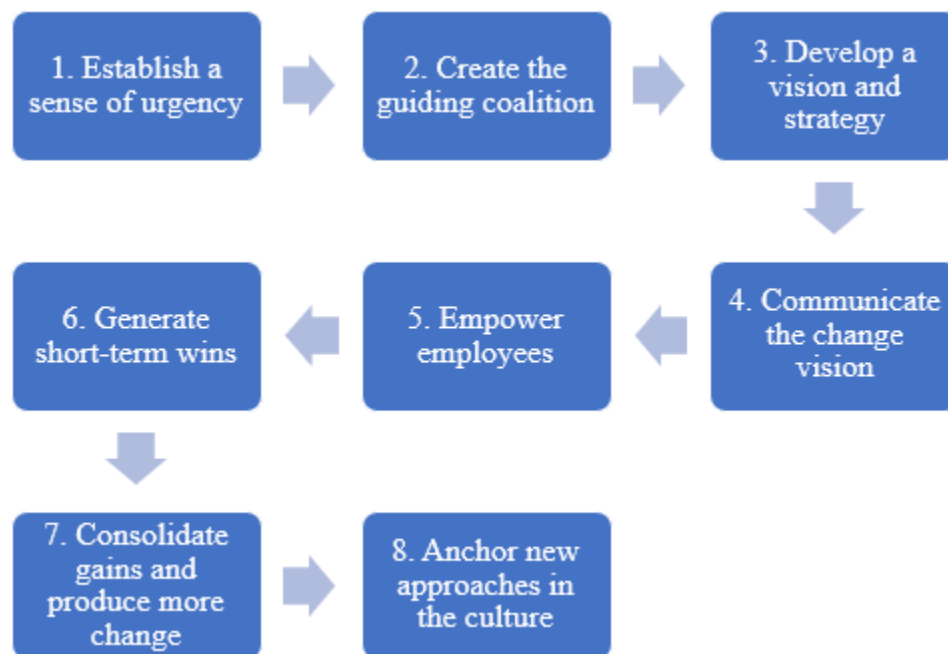 1. Establish a
sense of urgency
2. Create the
guiding coalition
3. Develop a
vision and
strategy
4. Communicate
the change
vision
5. Empower
employees
6. Generate
short-term wins
7. Consolidate
gains and
produce more
change
8. Anchor new
approaches in
the culture